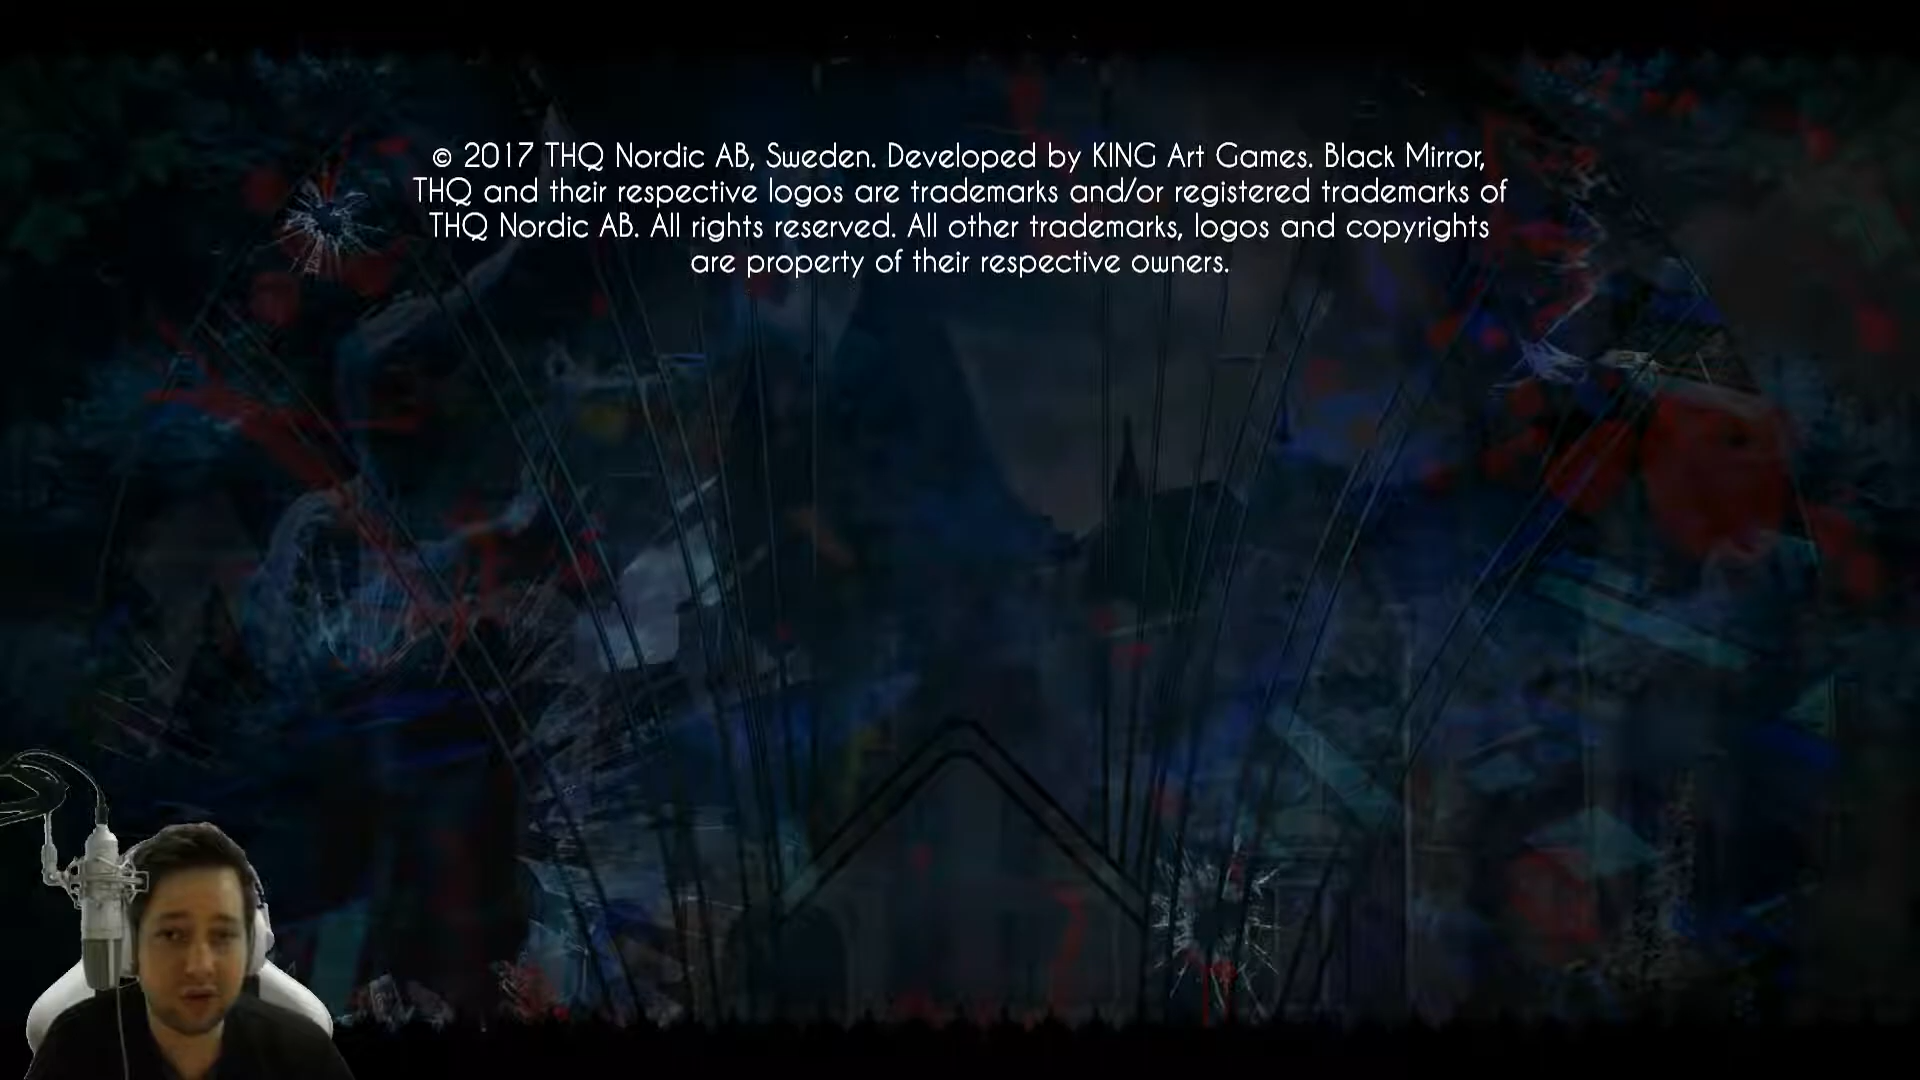 © 2017 THQ Nordic AB, Sweden. Developed by KING Art Games. Black Mirror,
THQ and their respective logos are trademarks and/or registered trademarks of
THQ Nordic AB. All rights reserved. All other trademarks, logos and copyrights
are property of their respective owners.